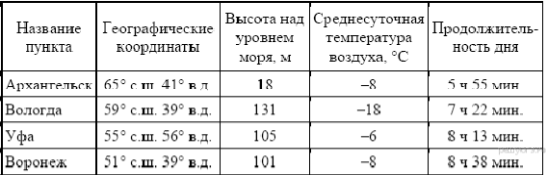 Название пункта | Географические координаты | Высота над уровнем моря, м | Среднесуточная температура воздуха, °С | Продолжитель-ность дня
Архангельск | 65° с.ш. 41° в.д. | 18 | –8 | 5 ч 55 мин.
Вологда | 59° с.ш. 39° в.д. | 131 | –18 | 7 ч 22 мин.
Уфа | 55° с.ш. 56° в.д. | 105 | –6 | 8 ч 13 мин.
Воронеж | 51° с.ш. 39° в.д. | 101 | –8 | 8 ч 38 мин.